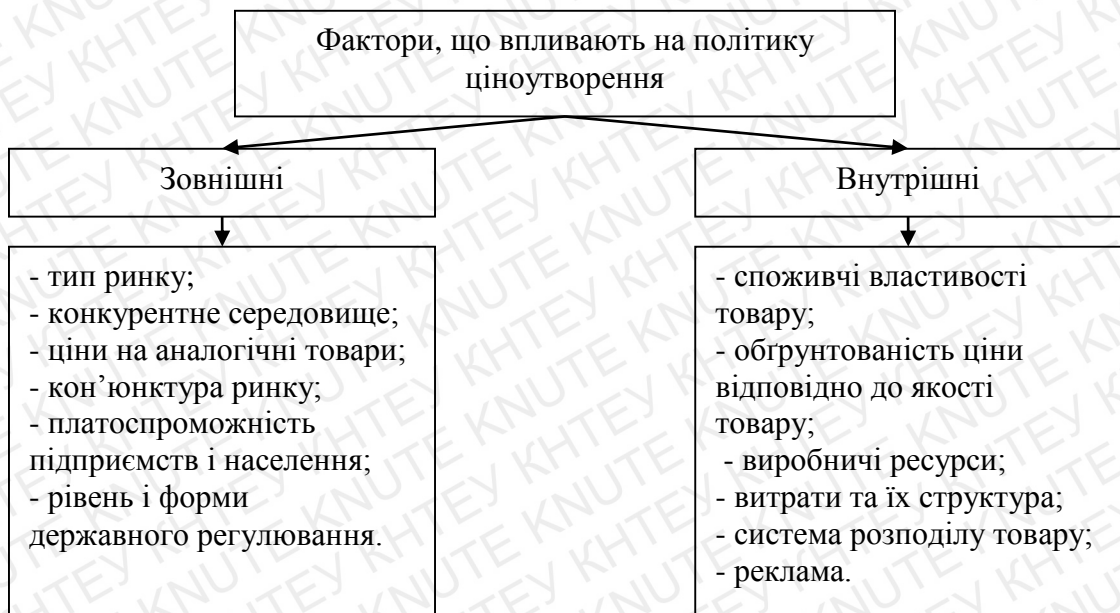 Фактори, що впливають на політику
ціноутворення
Зовнішні
Внутрішні
- тип ринку;
- конкурентне середовище;
- ціни на аналогічні товари;
- кон’юнктура ринку;
- платоспроможність
підприємств і населення;
- рівень і форми
державного регулювання.
- споживчі властивості
товару;
- обґрунтованість ціни
відповідно до якості
товару;
- виробничі ресурси;
- витрати та їх структура;
- система розподілу товару;
- реклама.